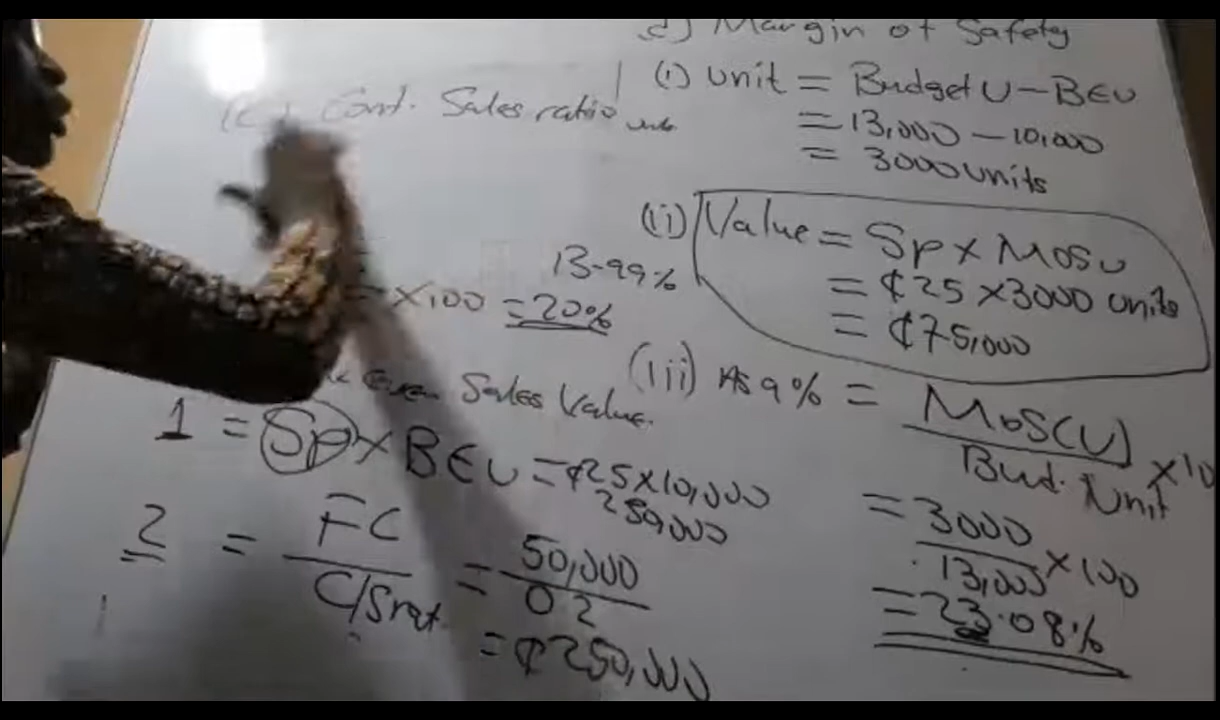 d) Margin of Safety
(i) unit = Budget U - BEU
= 13,000 - 10,000
= 3000 units
(ii) Value = Sp x MOSU
= ¢25 x 3000 units
= ¢75,000
(iii) As a % = MOS(U) / Bud. Unit x 10
= 3000 / 13,000 x 100
= 23.08%
(c) Cont. Sales ratio
13-99%
x 100 = 20%
Even Sales Value.
1 = Sp x BEU = ¢25 x 10,000
250,000
2 = FC / C/S rat = 50,000 / 0.2
= ¢250,000